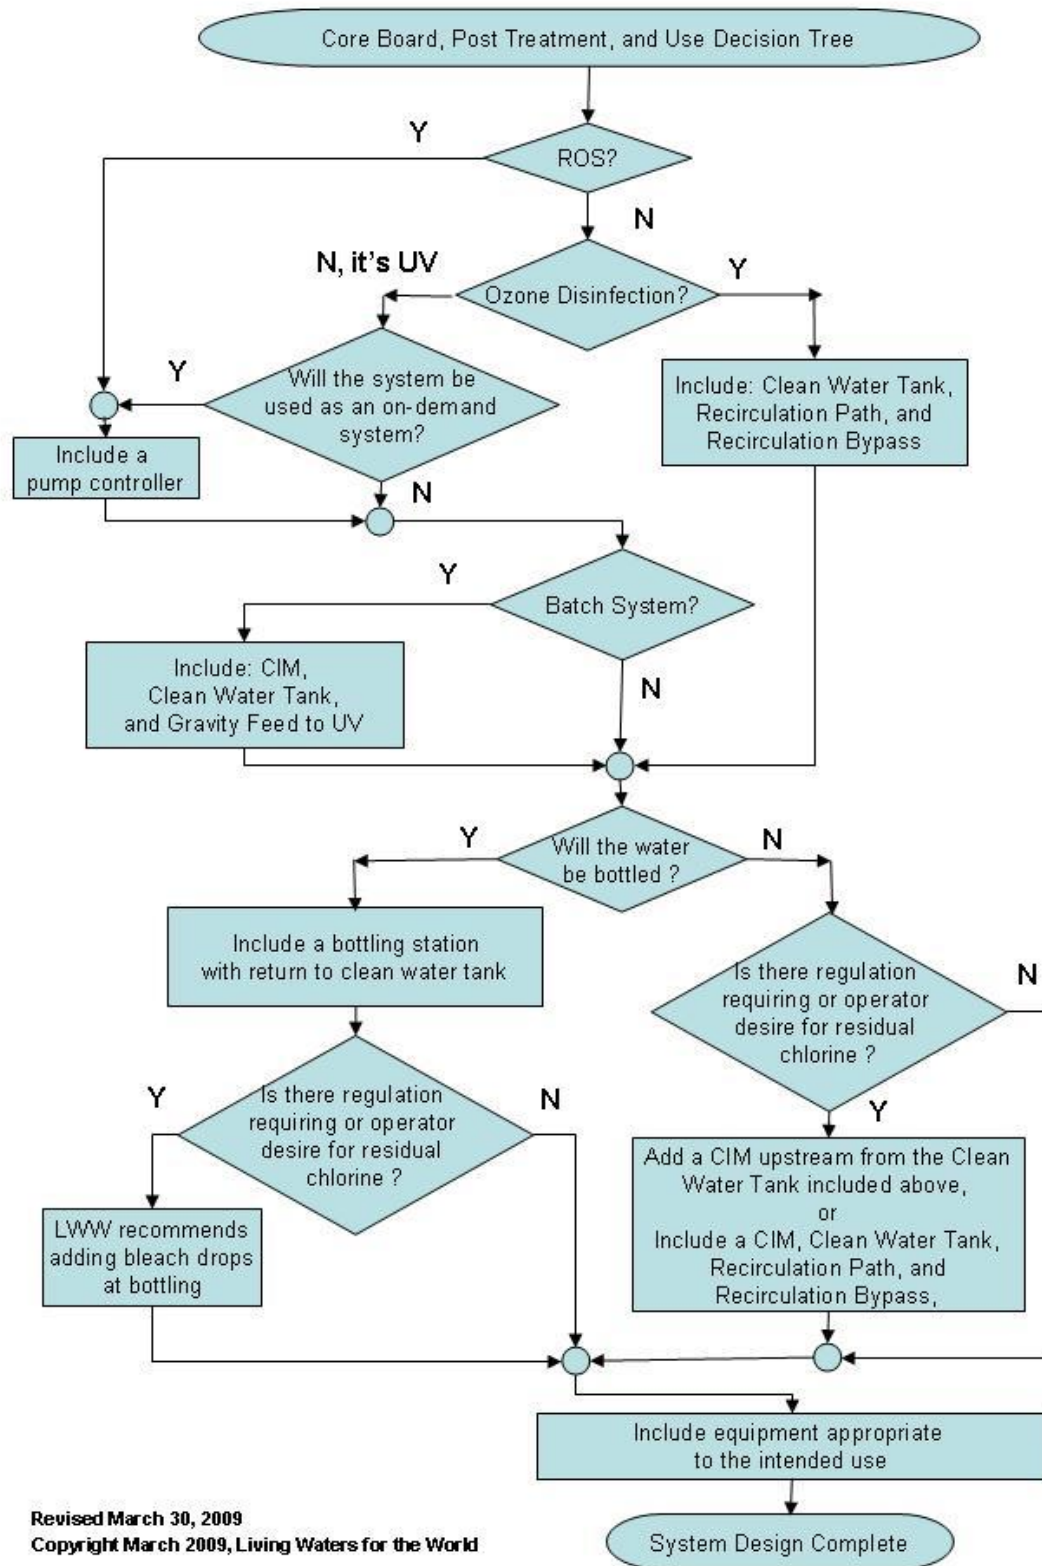 Core Board, Post Treatment, and Use Decision Tree
Y
ROS?
N
N, it's UV
Y
Ozone Disinfection?
Y
Will the system be
used as an on-demand
system?
Include: Clean Water Tank,
Recirculation Path, and
Recirculation Bypass
Include a
pump controller
N
Y
Batch System?
Include: CIM,
Clean Water Tank,
and Gravity Feed to UV
N
Y
Will the water
be bottled ?
N
Include a bottling station
with return to clean water tank
Is there regulation
requiring or operator
desire for residual
chlorine ?
N
Y
Is there regulation
requiring or operator
desire for residual
chlorine ?
N
Y
Add a CIM upstream from the Clean
Water Tank included above,
or
Include a CIM, Clean Water Tank,
Recirculation Path, and
Recirculation Bypass,
LWW recommends
adding bleach drops
at bottling
Include equipment appropriate
to the intended use
System Design Complete
Revised March 30, 2009
Copyright March 2009, Living Waters for the World